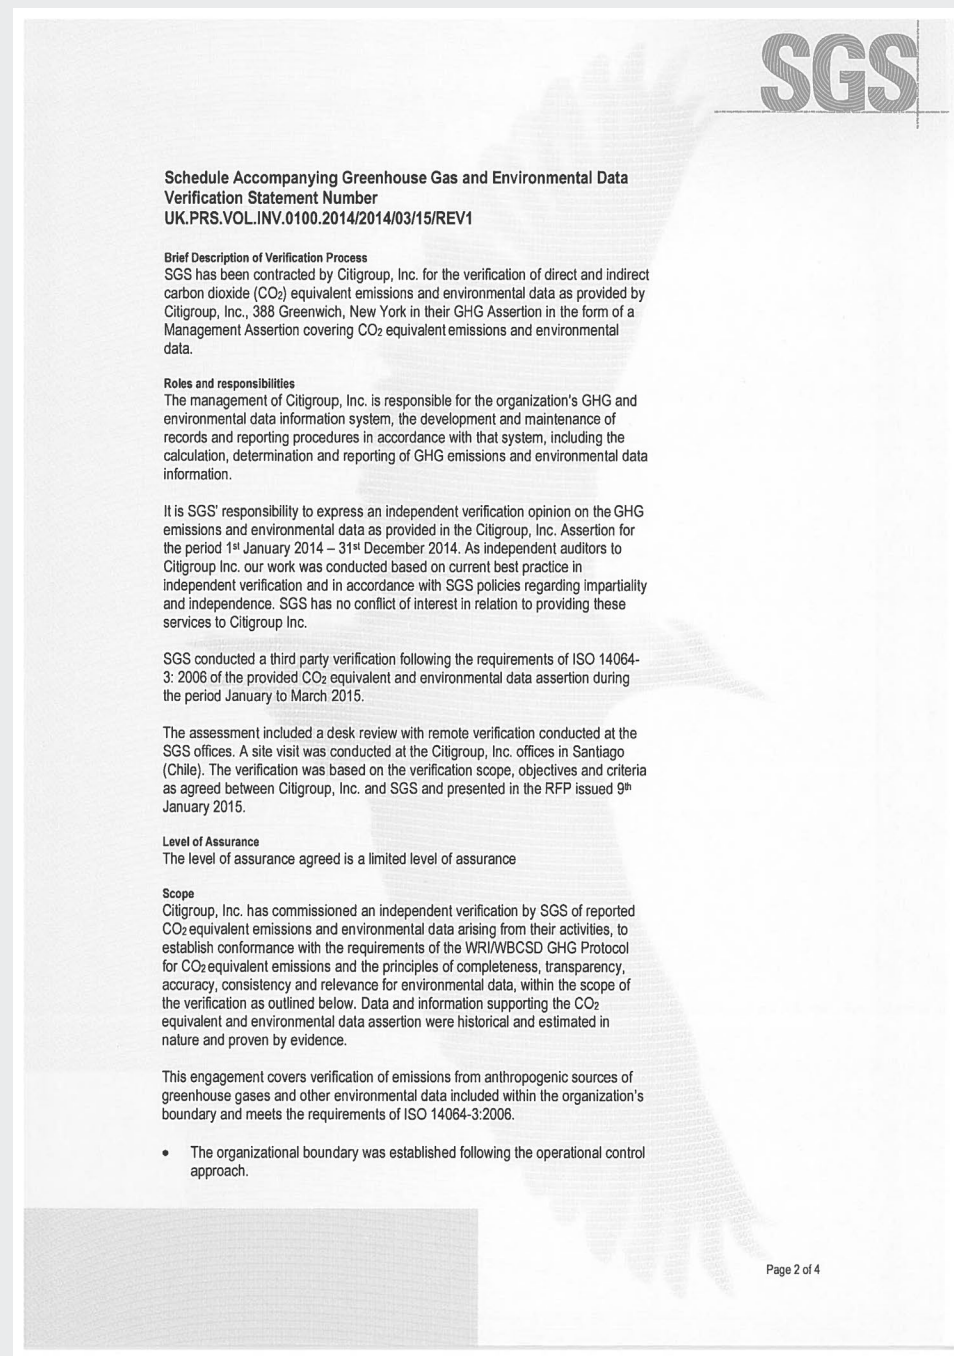 SGS
Schedule Accompanying Greenhouse Gas and Environmental Data
Verification Statement Number
UK.PRS.VOL.INV.0100.2014/2014/03/15/REV1
Brief Description of Verification Process
SGS has been contracted by Citigroup, Inc. for the verification of direct and indirect
carbon dioxide (CO₂) equivalent emissions and environmental data as provided by
Citigroup, Inc., 388 Greenwich, New York in their GHG Assertion in the form of a
Management Assertion covering CO₂ equivalent emissions and environmental
data.
Roles and responsibilities
The management of Citigroup, Inc. is responsible for the organization's GHG and
environmental data information system, the development and maintenance of
records and reporting procedures in accordance with that system, including the
calculation, determination and reporting of GHG emissions and environmental data
information.
It is SGS' responsibility to express an independent verification opinion on the GHG
emissions and environmental data as provided in the Citigroup, Inc. Assertion for
the period 1st January 2014 – 31st December 2014. As independent auditors to
Citigroup Inc. our work was conducted based on current best practice in
independent verification and in accordance with SGS policies regarding impartiality
and independence. SGS has no conflict of interest in relation to providing these
services to Citigroup Inc.
SGS conducted a third party verification following the requirements of ISO 14064-
3: 2006 of the provided CO₂ equivalent and environmental data assertion during
the period January to March 2015.
The assessment included a desk review with remote verification conducted at the
SGS offices. A site visit was conducted at the Citigroup, Inc. offices in Santiago
(Chile). The verification was based on the verification scope, objectives and criteria
as agreed between Citigroup, Inc. and SGS and presented in the RFP issued 9th
January 2015.
Level of Assurance
The level of assurance agreed is a limited level of assurance
Scope
Citigroup, Inc. has commissioned an independent verification by SGS of reported
CO₂ equivalent emissions and environmental data arising from their activities, to
establish conformance with the requirements of the WRI/WBCSD GHG Protocol
for CO₂ equivalent emissions and the principles of completeness, transparency,
accuracy, consistency and relevance for environmental data, within the scope of
the verification as outlined below. Data and information supporting the CO₂
equivalent and environmental data assertion were historical and estimated in
nature and proven by evidence.
This engagement covers verification of emissions from anthropogenic sources of
greenhouse gases and other environmental data included within the organization's
boundary and meets the requirements of ISO 14064-3:2006.
• The organizational boundary was established following the operational control
approach.
Page 2 of 4